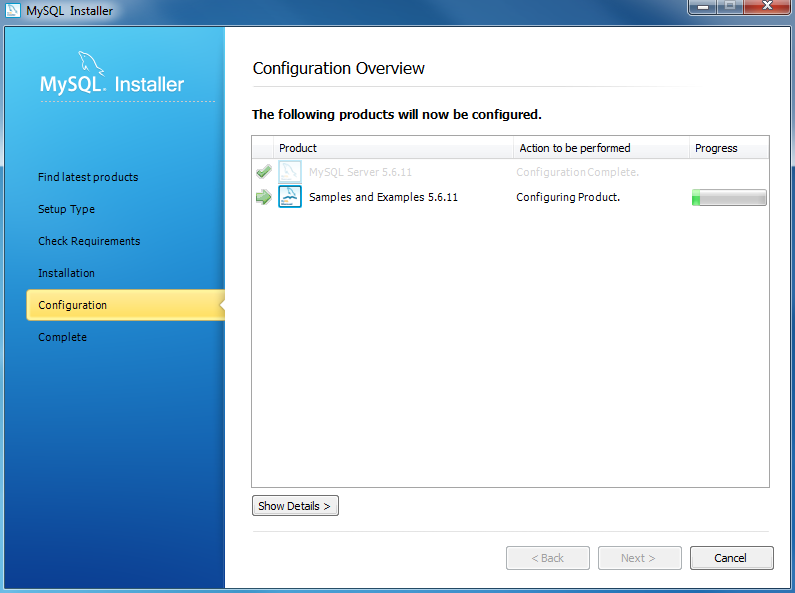 MySQL Installer
MySQL Installer
Find latest products
Setup Type
Check Requirements
Installation
Configuration
Complete
Configuration Overview
The following products will now be configured.
Product Action to be performed Progress
MySQL Server 5.6.11 Configuration Complete.
Samples and Examples 5.6.11 Configuring Product.
Show Details >
< Back Next > Cancel